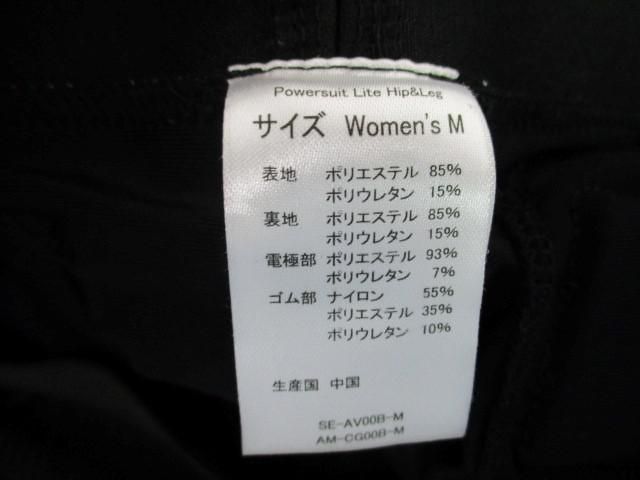 Powersuit Lite Hip&Leg
サイズ Women's M
表地 ポリエステル 85%
ポリウレタン 15%
裏地 ポリエステル 85%
ポリウレタン 15%
電極部 ポリエステル 93%
ポリウレタン 7%
ゴム部 ナイロン 55%
ポリエステル 35%
ポリウレタン 10%
生産国 中国
SE-AV00B-M
AM-CG00B-M